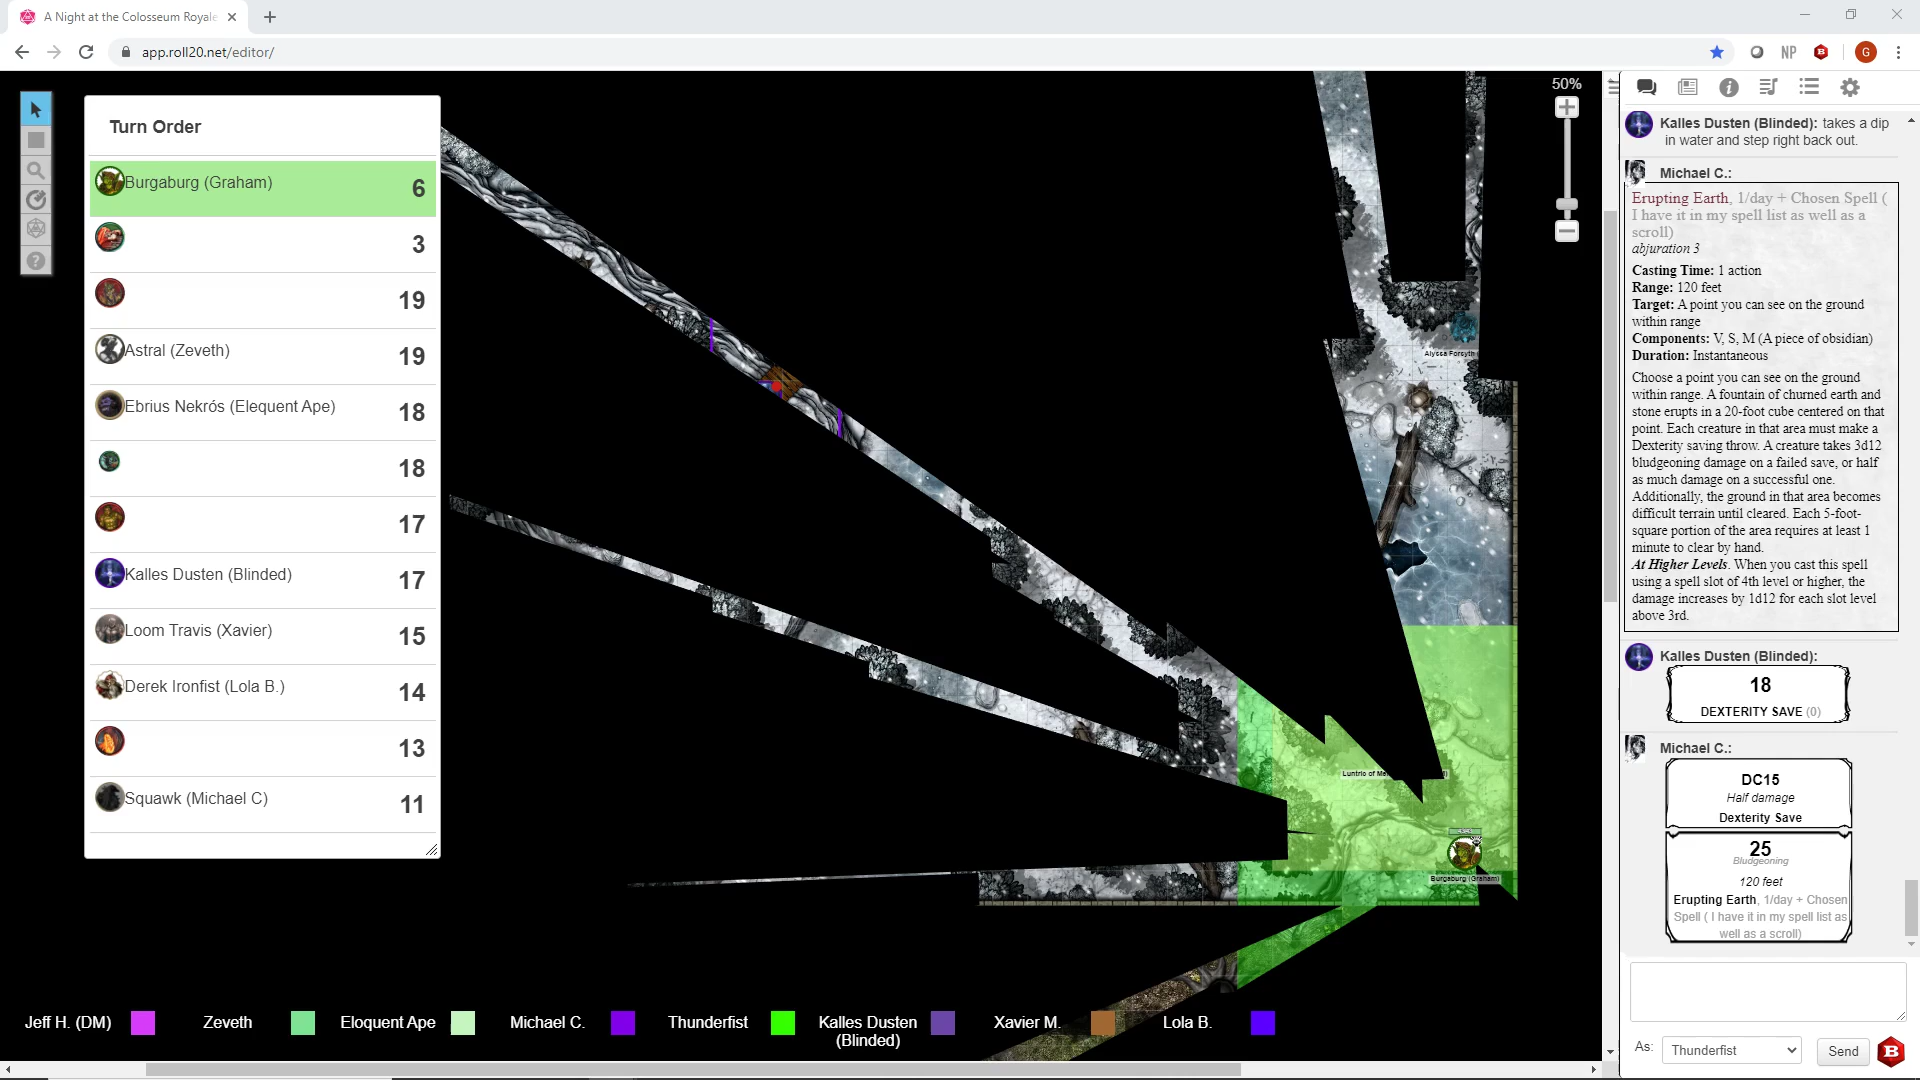 A Night at the Colosseum Royale
app.roll20.net/editor/
NP
G
50%
Turn Order
Burgaburg (Graham) 6
3
19
Astral (Zeveth) 19
Ebrius Nekrós (Elequent Ape) 18
18
17
Kalles Dusten (Blinded) 17
Loom Travis (Xavier) 15
Derek Ironfist (Lola B.) 14
13
Squawk (Michael C) 11
Alyssa Forsyth
Luntrio of
Burgaburg (Graham)
Jeff H. (DM)
Zeveth
Eloquent Ape
Michael C.
Thunderfist
Kalles Dusten
(Blinded)
Xavier M.
Lola B.
Kalles Dusten (Blinded): takes a dip
in water and step right back out.
Michael C.:
Erupting Earth, 1/day + Chosen Spell (
I have it in my spell list as well as a
scroll)
abjuration 3
Casting Time: 1 action
Range: 120 feet
Target: A point you can see on the ground
within range
Components: V, S, M (A piece of obsidian)
Duration: Instantaneous
Choose a point you can see on the ground
within range. A fountain of churned earth and
stone erupts in a 20-foot cube centered on that
point. Each creature in that area must make a
Dexterity saving throw. A creature takes 3d12
bludgeoning damage on a failed save, or half
as much damage on a successful one.
Additionally, the ground in that area becomes
difficult terrain until cleared. Each 5-foot-
square portion of the area requires at least 1
minute to clear by hand.
At Higher Levels. When you cast this spell
using a spell slot of 4th level or higher, the
damage increases by 1d12 for each slot level
above 3rd.
Kalles Dusten (Blinded):
18
DEXTERITY SAVE (0)
Michael C.:
DC15
Half damage
Dexterity Save
25
Bludgeoning
120 feet
Erupting Earth, 1/day + Chosen
Spell ( I have it in my spell list as
well as a scroll)
As: Thunderfist
Send
B